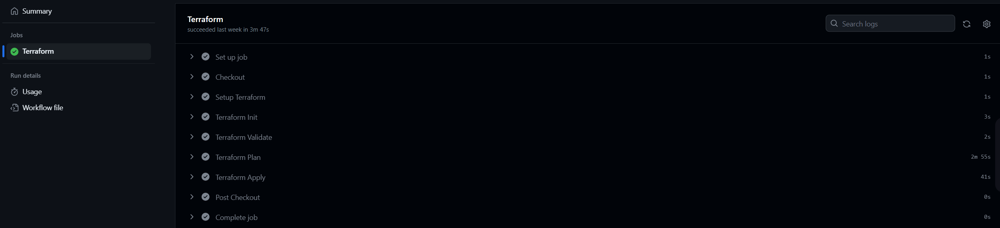 Summary
Jobs
Terraform
Run details
Usage
Workflow file
Terraform
succeeded last week in 3m 47s
Search logs
Set up job 1s
Checkout 1s
Setup Terraform 1s
Terraform Init 3s
Terraform Validate 2s
Terraform Plan 2m 55s
Terraform Apply 41s
Post Checkout 0s
Complete job 0s